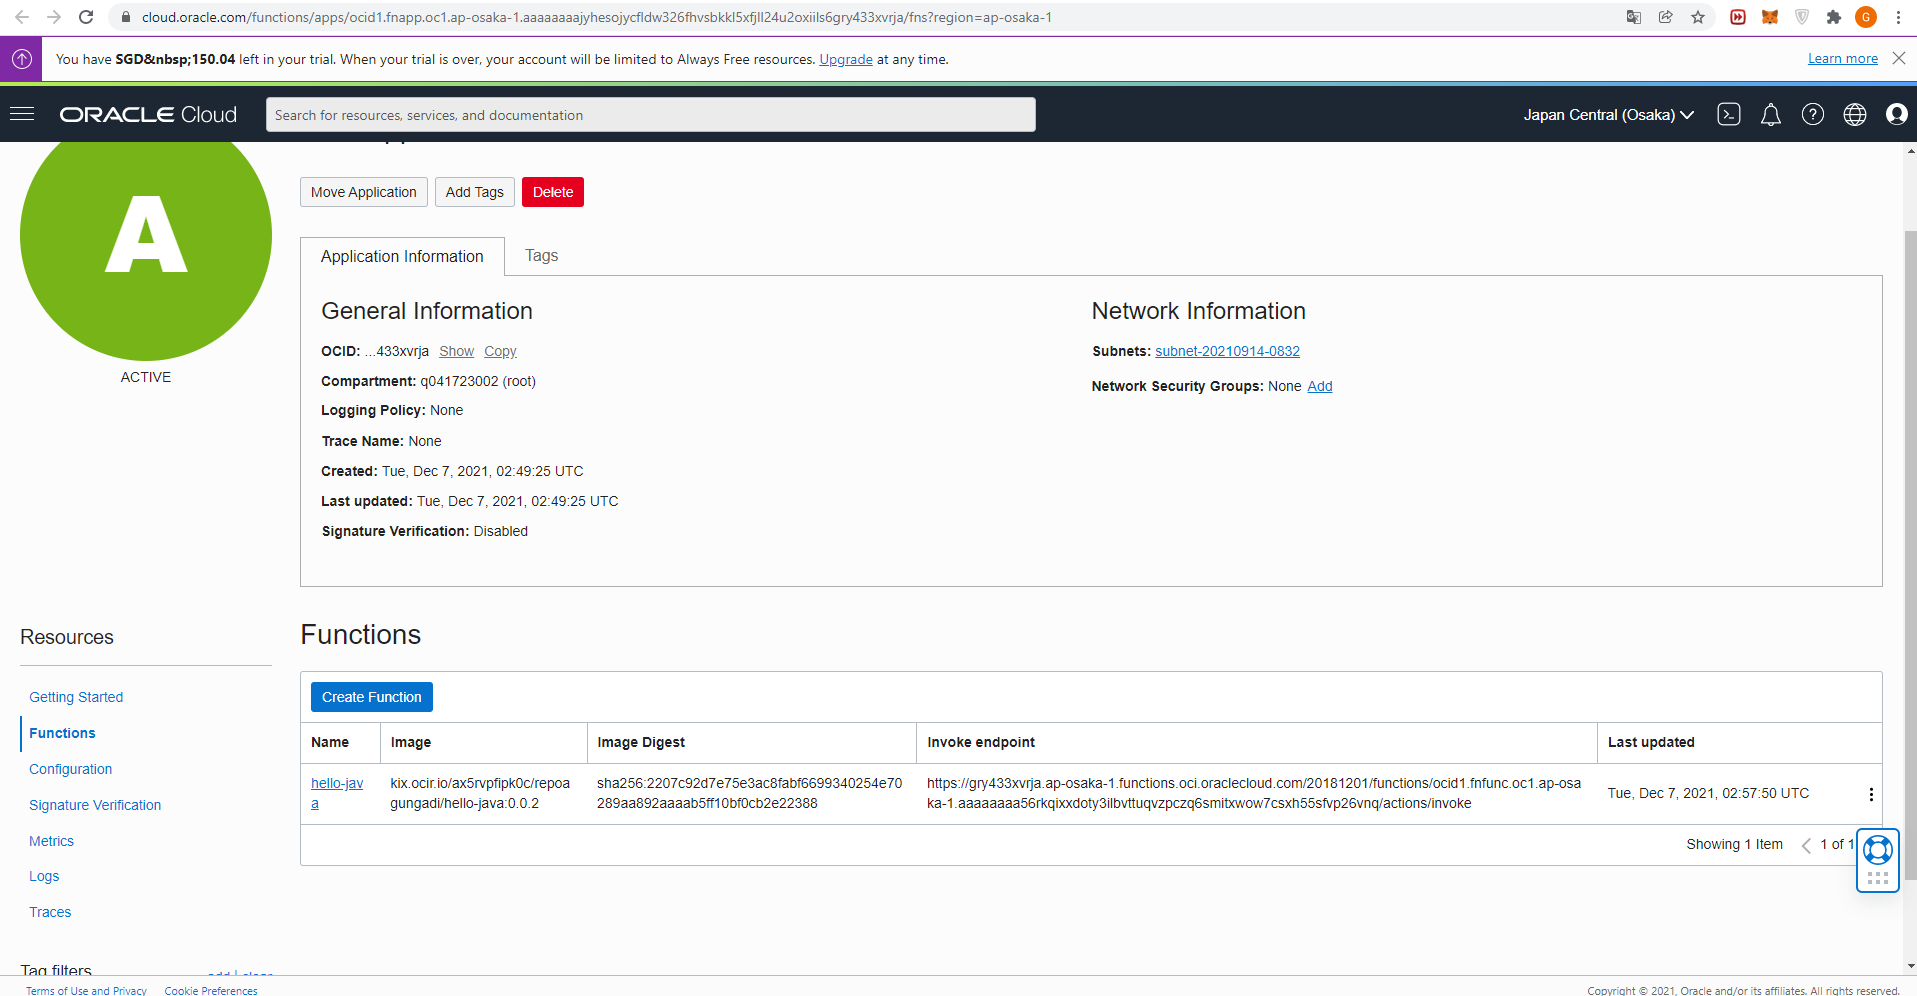 cloud.oracle.com/functions/apps/ocid1.fnapp.oc1.ap-osaka-1.aaaaaaaajyhesojycfldw326fhvsbkkl5xfjll24u2oxiils6gry433xvrja/fns?region=ap-osaka-1
G
You have SGD&nbsp;150.04 left in your trial. When your trial is over, your account will be limited to Always Free resources. Upgrade at any time.
Learn more
ORACLE Cloud
Search for resources, services, and documentation
Japan Central (Osaka)
A
ACTIVE
Move Application
Add Tags
Delete
Application Information
Tags
General Information
OCID: ...433xvrja Show Copy
Compartment: q041723002 (root)
Logging Policy: None
Trace Name: None
Created: Tue, Dec 7, 2021, 02:49:25 UTC
Last updated: Tue, Dec 7, 2021, 02:49:25 UTC
Signature Verification: Disabled
Network Information
Subnets: subnet-20210914-0832
Network Security Groups: None Add
Resources
Getting Started
Functions
Configuration
Signature Verification
Metrics
Logs
Traces
Tag filters
add | clear
Functions
Create Function
Name
Image
Image Digest
Invoke endpoint
Last updated
hello-jav
a
kix.ocir.io/ax5rvpfipk0c/repoa
gungadi/hello-java:0.0.2
sha256:2207c92d7e75e3ac8fabf6699340254e70
289aa892aaaab5ff10bf0cb2e22388
https://gry433xvrja.ap-osaka-1.functions.oci.oraclecloud.com/20181201/functions/ocid1.fnfunc.oc1.ap-osa
ka-1.aaaaaaaa56rkqixxdoty3ilbvttuqvzpczq6smitxwow7csxh55sfvp26vnq/actions/invoke
Tue, Dec 7, 2021, 02:57:50 UTC
Showing 1 Item
1 of 1
Terms of Use and Privacy
Cookie Preferences
Copyright © 2021, Oracle and/or its affiliates. All rights reserved.